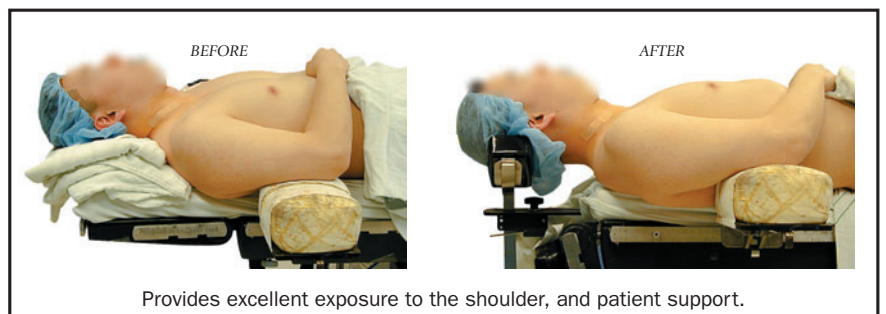 BEFORE
AFTER
Provides excellent exposure to the shoulder, and patient support.